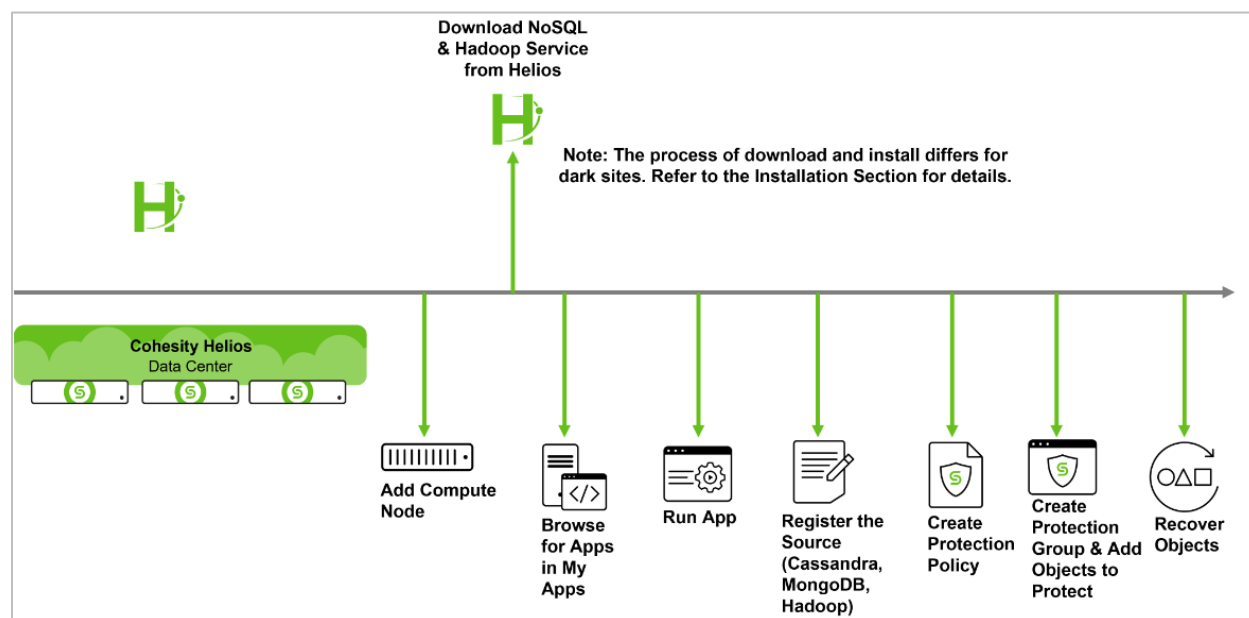 Download NoSQL
& Hadoop Service
from Helios
Note: The process of download and install differs for
dark sites. Refer to the Installation Section for details.
Cohesity Helios
Data Center
Add Compute
Node
Browse
for Apps
in My
Apps
Run App
Register the
Source
(Cassandra,
MongoDB,
Hadoop)
Create
Protection
Policy
Create
Protection
Group & Add
Objects to
Protect
Recover
Objects